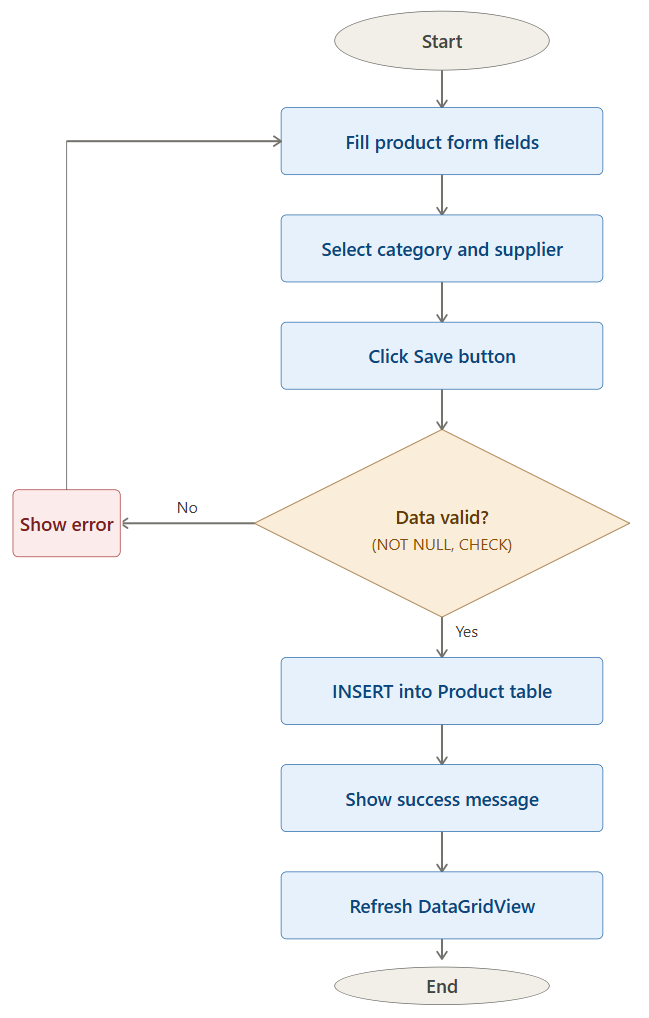 Start
Fill product form fields
Select category and supplier
Click Save button
Data valid?
(NOT NULL, CHECK)
No
Show error
Yes
INSERT into Product table
Show success message
Refresh DataGridView
End